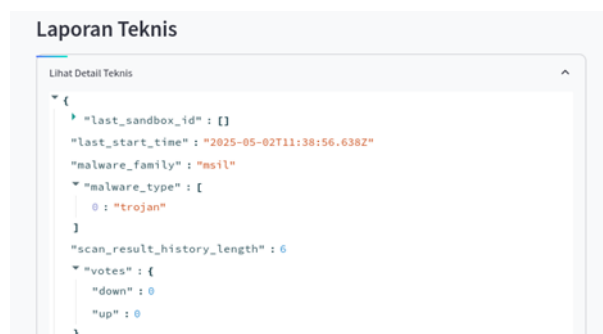 Laporan Teknis
Lihat Detail Teknis
{
"last_sandbox_id" : []
"last_start_time" : "2025-05-02T11:38:56.638Z"
"malware_family" : "msil"
"malware_type" : [
0 : "trojan"
]
"scan_result_history_length" : 6
"votes" : {
"down" : 0
"up" : 0
}